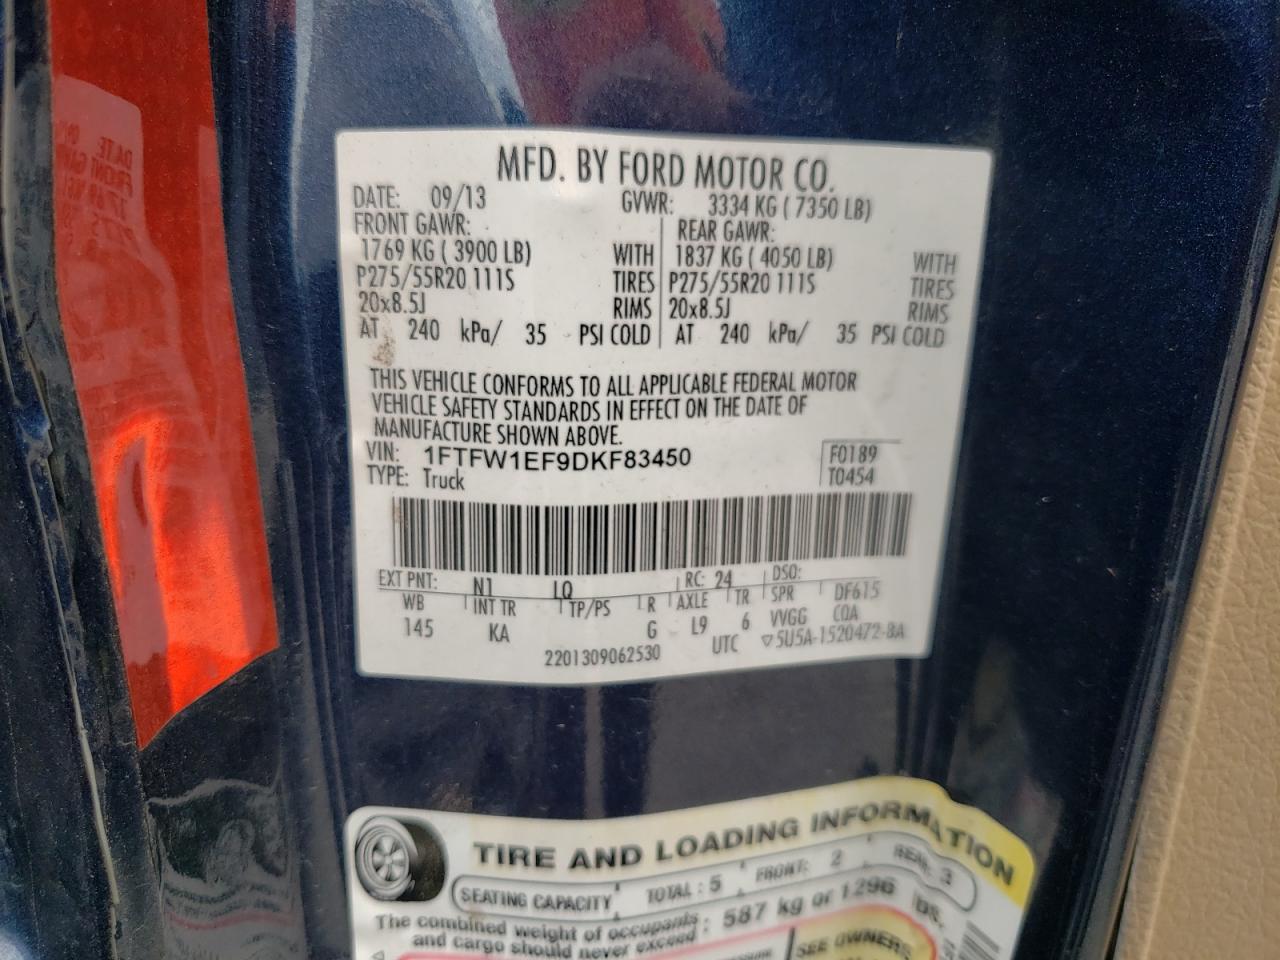 MFD. BY FORD MOTOR CO.
DATE: 09/13 GVWR: 3334 KG ( 7350 LB)
FRONT GAWR: REAR GAWR:
1769 KG ( 3900 LB) WITH 1837 KG ( 4050 LB) WITH
P275/55R20 111S TIRES P275/55R20 111S TIRES
20x8.5J RIMS 20x8.5J RIMS
AT 240 kPa/ 35 PSI COLD AT 240 kPa/ 35 PSI COLD
THIS VEHICLE CONFORMS TO ALL APPLICABLE FEDERAL MOTOR
VEHICLE SAFETY STANDARDS IN EFFECT ON THE DATE OF
MANUFACTURE SHOWN ABOVE.
VIN: 1FTFW1EF9DKF83450 F0189
TYPE: Truck T0454
EXT PNT: N1 LQ RC: 24 DSO:
WB INT TR TP/PS R AXLE TR SPR DF615
145 KA G L9 6 VVGG CQA
2201309062530 UTC ▽5U5A-1520472-BA
TIRE AND LOADING INFORMATION
SEATING CAPACITY TOTAL : 5 FRONT: 2 REAR: 3
The combined weight of occupants : 587 kg or 1296 lbs.
and cargo should never exceed :
SEE OWNERS